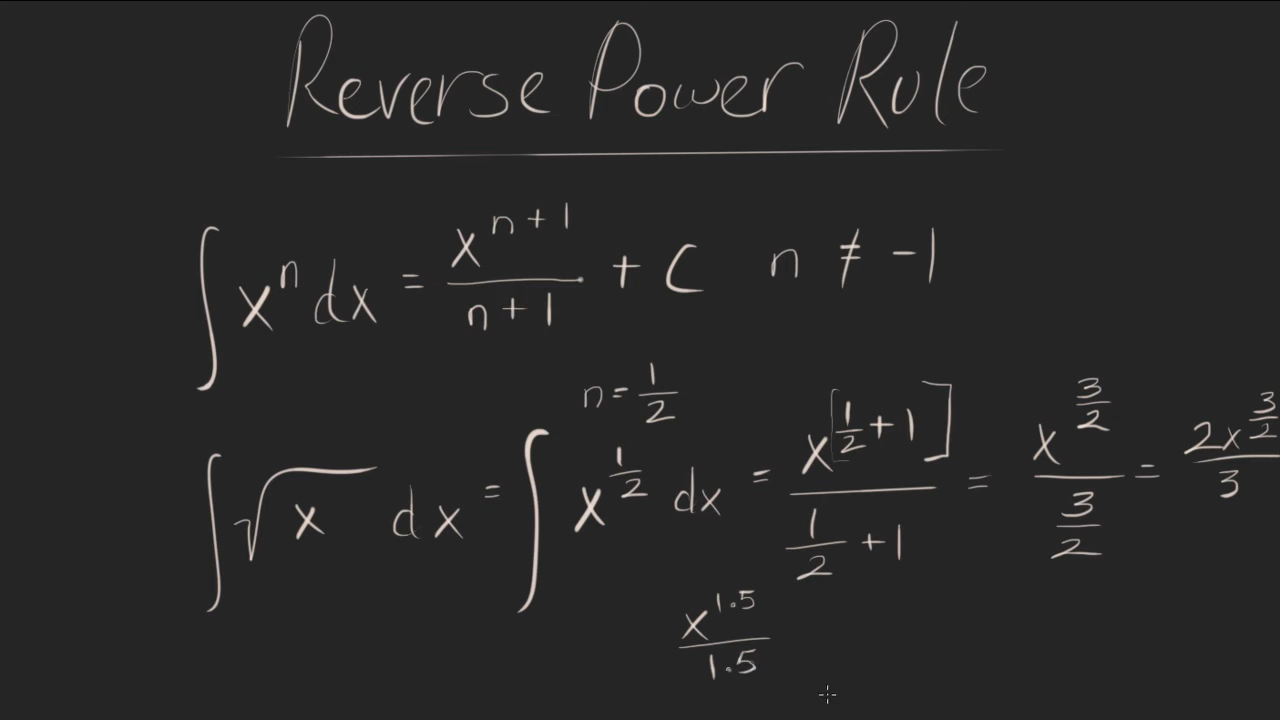 Reverse Power Rule
∫ xⁿ dx = x^(n+1)/(n+1) + C n ≠ -1
n = 1/2
∫ √x dx = ∫ x^(1/2) dx = x^[1/2 + 1]/(1/2 + 1) = x^(3/2)/(3/2) = 2x^(3/2)/3
x^1.5/1.5